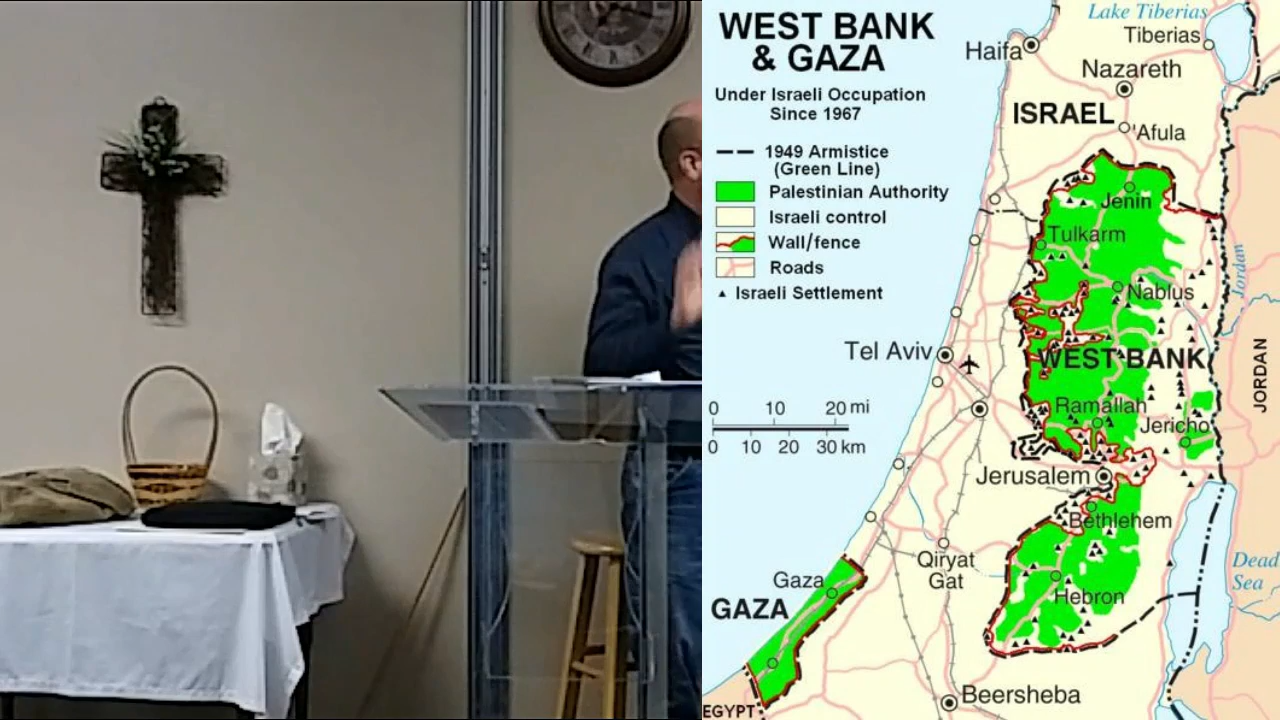 WEST BANK
& GAZA
Under Israeli Occupation
Since 1967
1949 Armistice
(Green Line)
Palestinian Authority
Israeli control
Wall/fence
Roads
Israeli Settlement
Lake Tiberias
Tiberias
Haifa
Nazareth
ISRAEL
'Afula
Jenin
Tulkarm
Nablus
Jordan
Tel Aviv
WEST BANK
JORDAN
0 10 20 mi
0 10 20 30 km
Ramallah
Jericho
Jerusalem
Bethlehem
Qiryat
Gat
Dead
Sea
Gaza
GAZA
Hebron
Beersheba
EGYPT